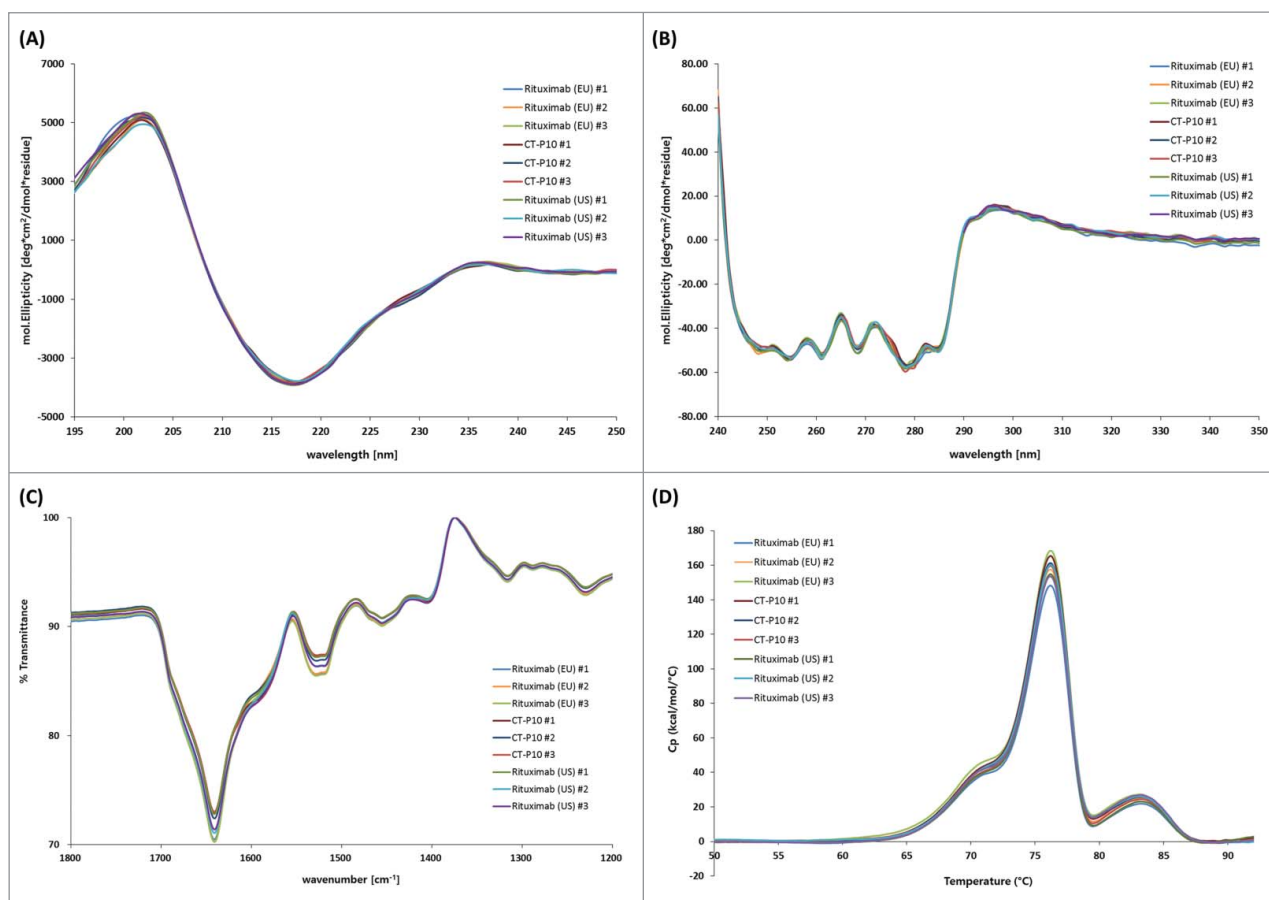 (A)
7000
5000
3000
1000
-1000
-3000
-5000
mol.Ellipticity [deg*cm²/dmol*residue]
195 200 205 210 215 220 225 230 235 240 245 250
wavelength [nm]
Rituximab (EU) #1
Rituximab (EU) #2
Rituximab (EU) #3
CT-P10 #1
CT-P10 #2
CT-P10 #3
Rituximab (US) #1
Rituximab (US) #2
Rituximab (US) #3
(B)
80.00
60.00
40.00
20.00
0.00
-20.00
-40.00
-60.00
-80.00
mol.Ellipticity [deg*cm²/dmol*residue]
240 250 260 270 280 290 300 310 320 330 340 350
wavelength [nm]
Rituximab (EU) #1
Rituximab (EU) #2
Rituximab (EU) #3
CT-P10 #1
CT-P10 #2
CT-P10 #3
Rituximab (US) #1
Rituximab (US) #2
Rituximab (US) #3
(C)
100
90
80
70
% Transmittance
1800 1700 1600 1500 1400 1300 1200
wavenumber [cm⁻¹]
Rituximab (EU) #1
Rituximab (EU) #2
Rituximab (EU) #3
CT-P10 #1
CT-P10 #2
CT-P10 #3
Rituximab (US) #1
Rituximab (US) #2
Rituximab (US) #3
(D)
180
160
140
120
100
80
60
40
20
0
-20
Cp (kcal/mol/°C)
50 55 60 65 70 75 80 85 90
Temperature (°C)
Rituximab (EU) #1
Rituximab (EU) #2
Rituximab (EU) #3
CT-P10 #1
CT-P10 #2
CT-P10 #3
Rituximab (US) #1
Rituximab (US) #2
Rituximab (US) #3